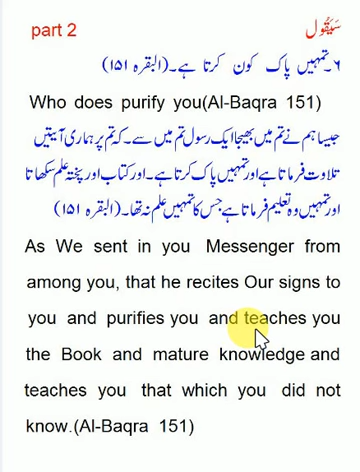 part 2 سَيَقُولُ
۶۔تمہیں پاک کون کرتا ہے۔(البقرہ ۱۵۱)
Who does purify you(Al-Baqra 151)
جیسا ہم نے تم میں بھیجا ایک رسول تم میں سے۔ کہ تم پر ہماری آیتیں
تلاوت فرماتا ہے اور تمہیں پاک کرتا ہے۔ اور کتاب اور پختہ علم سکھاتا
اور تمہیں وہ تعلیم فرماتا ہے جس کا تمہیں علم نہ تھا۔(البقرہ ۱۵۱)
As We sent in you Messenger from
among you, that he recites Our signs to
you and purifies you and teaches you
the Book and mature knowledge and
teaches you that which you did not
know.(Al-Baqra 151)